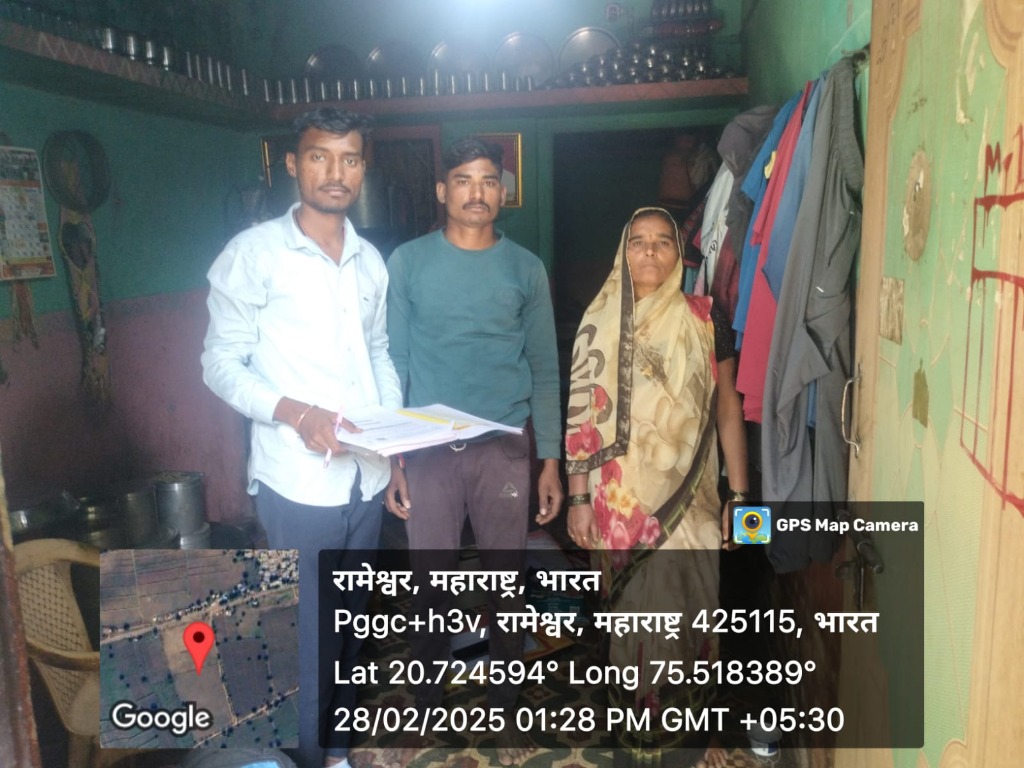 GPS Map Camera
रामेश्वर, महाराष्ट्र, भारत
Pggc+h3v, रामेश्वर, महाराष्ट्र 425115, भारत
Lat 20.724594° Long 75.518389°
28/02/2025 01:28 PM GMT +05:30
Google